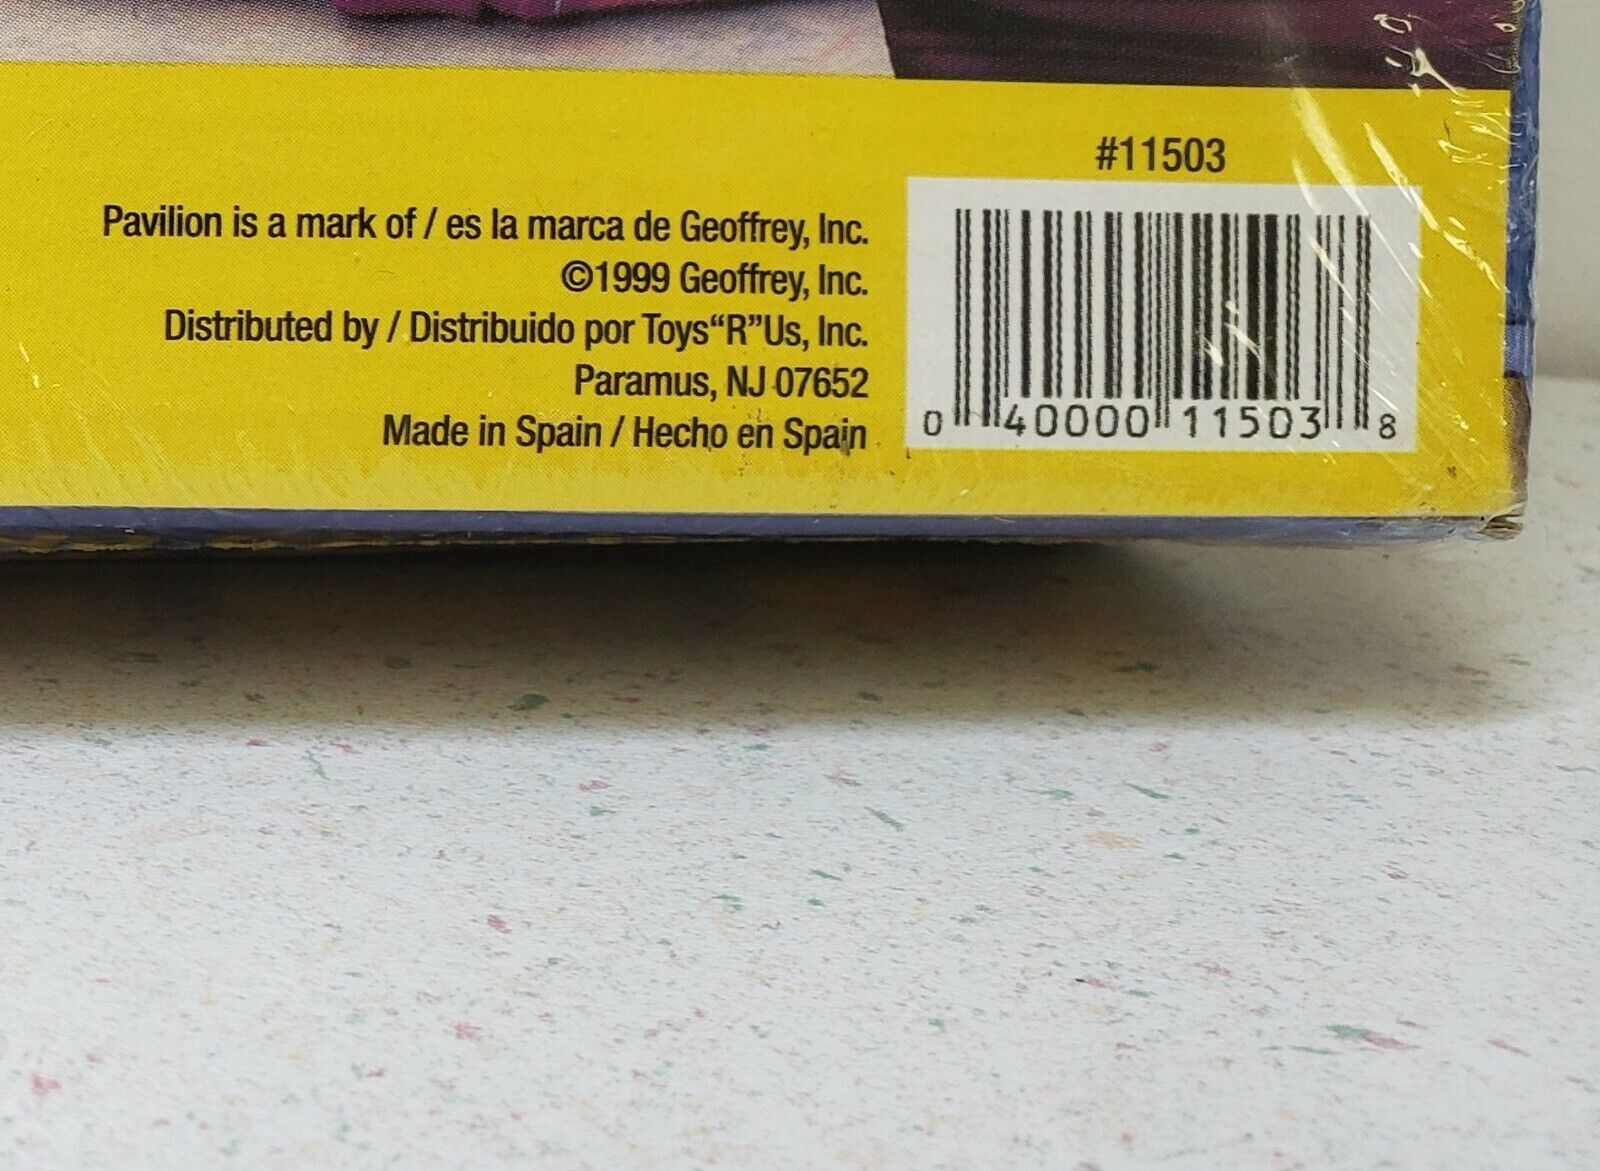 #11503
Pavilion is a mark of / es la marca de Geoffrey, Inc.
©1999 Geoffrey, Inc.
Distributed by / Distribuido por Toys“R”Us, Inc.
Paramus, NJ 07652
Made in Spain / Hecho en Spain
0 40000 11503 8